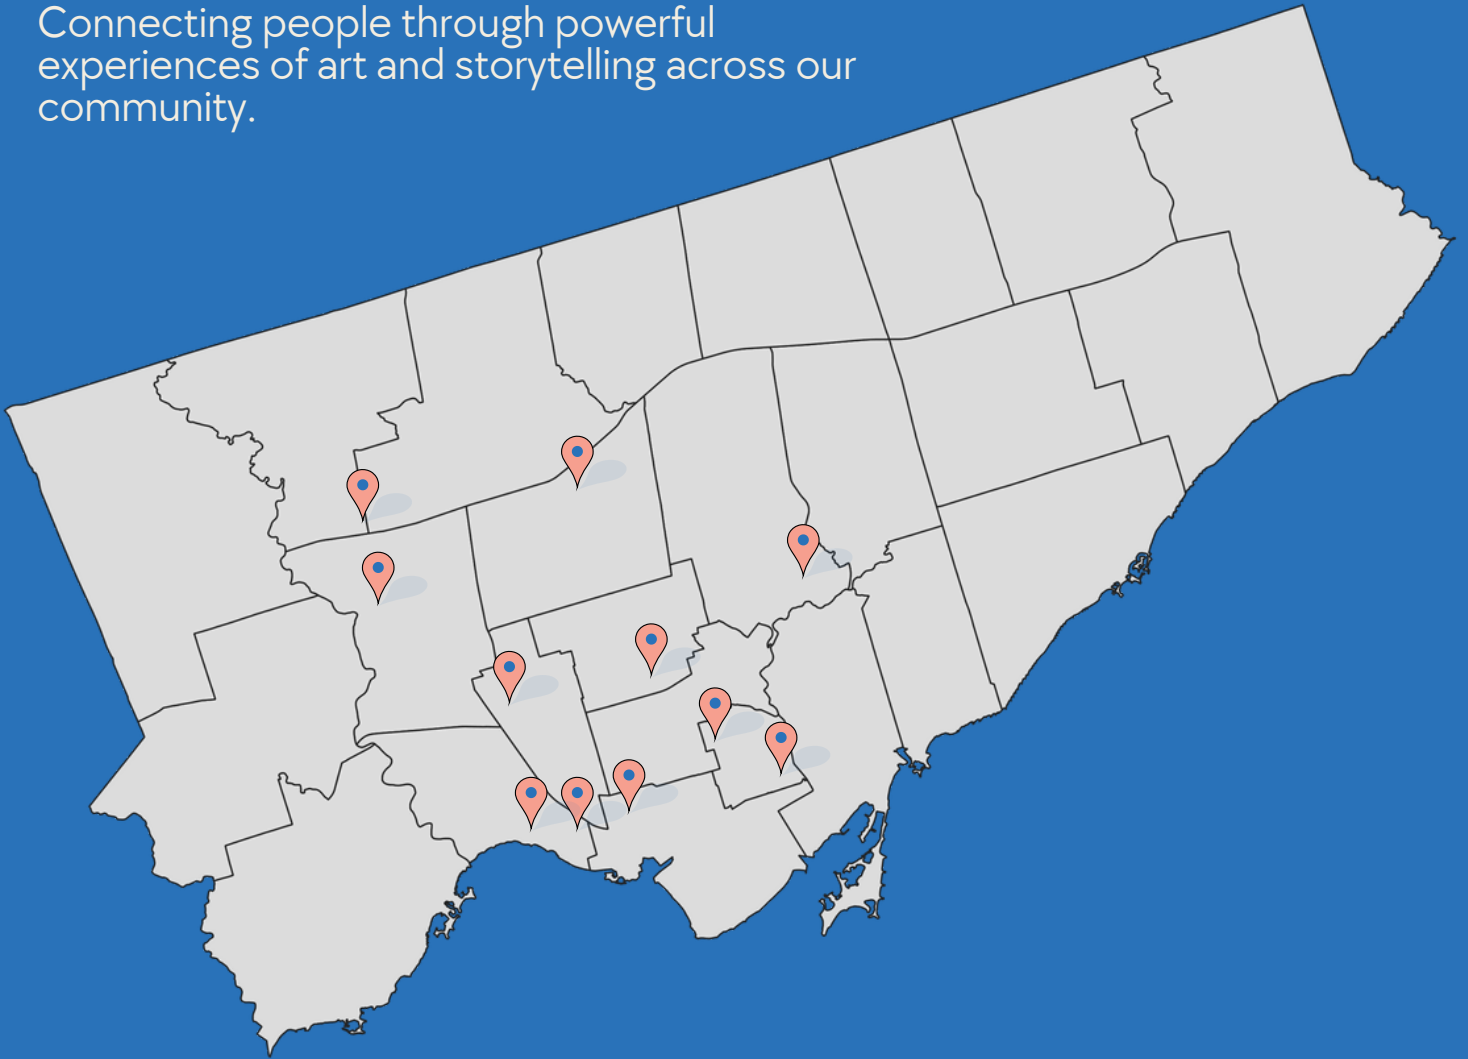 Connecting people through powerful
experiences of art and storytelling across our
community.